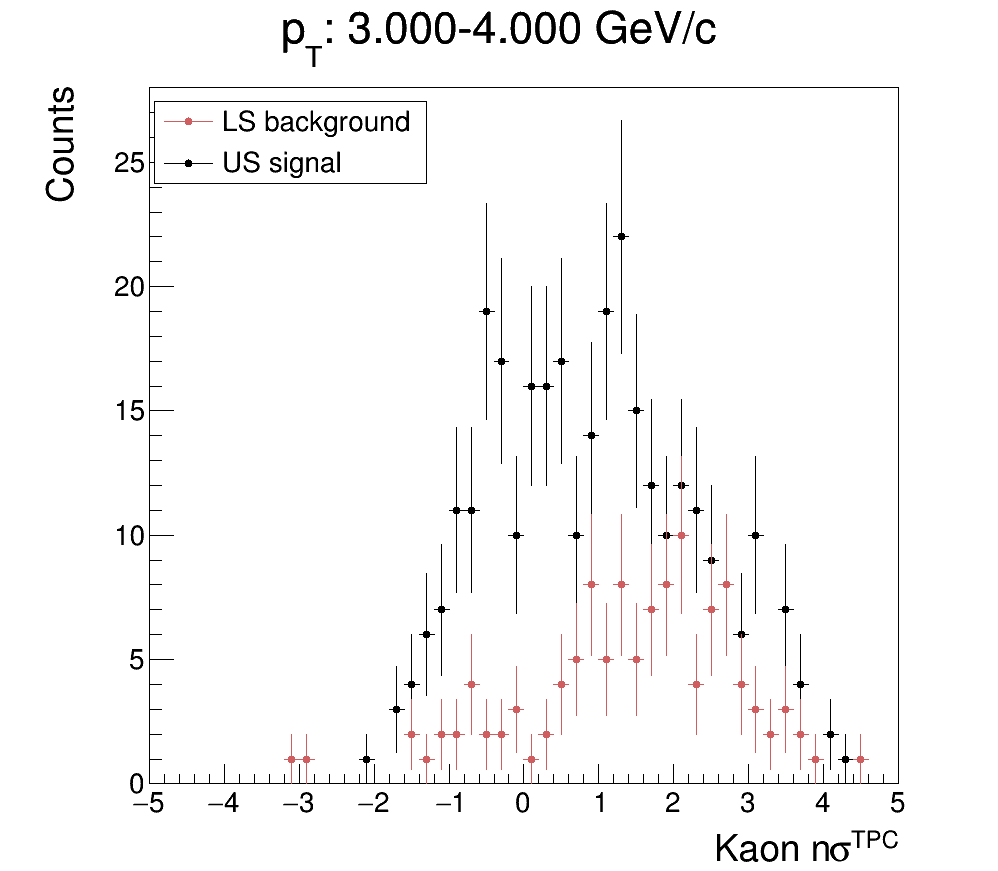 p_T: 3.000-4.000 GeV/c
Counts
LS background
US signal
25
20
15
10
5
0
−5 −4 −3 −2 −1 0 1 2 3 4 5
Kaon nσ^TPC